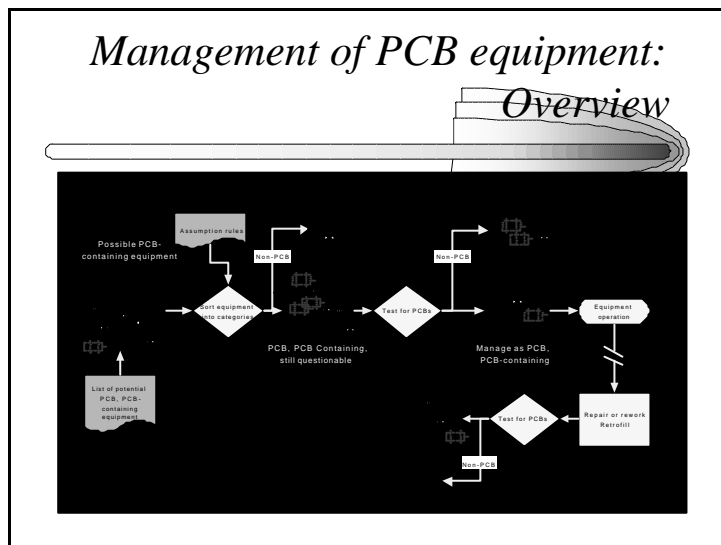 Management of PCB equipment:
Overview
Assumption rules
Possible PCB-
containing equipment
Non-PCB
Non-PCB
Sort equipment
into categories
Test for PCBs
Equipment
operation
PCB, PCB Containing,
still questionable
Manage as PCB,
PCB-containing
List of potential
PCB, PCB-
containing
equipment
Test for PCBs
Repair or rework
Retrofill
Non-PCB